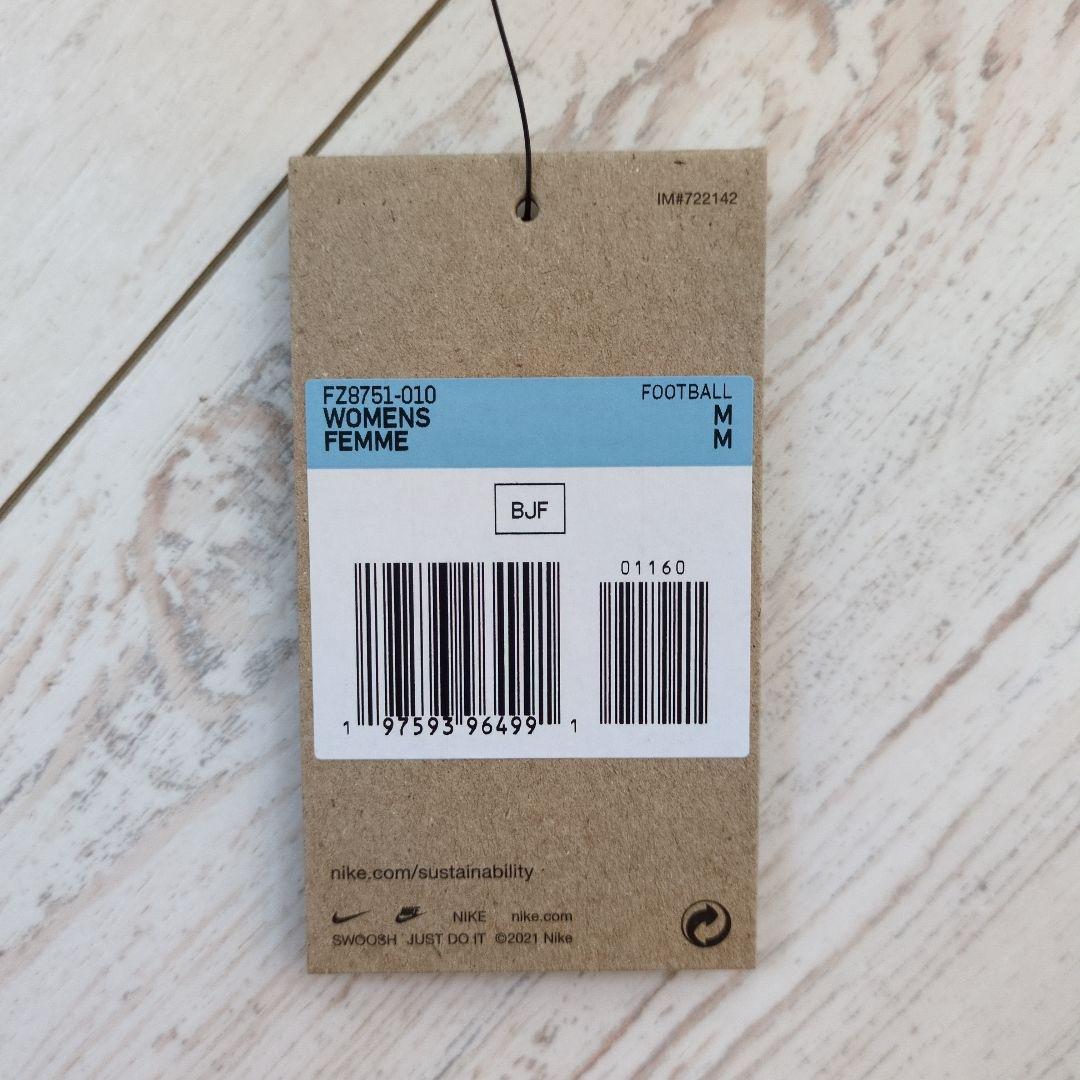 IM#722142
FZ8751-010 FOOTBALL
WOMENS M
FEMME M
BJF
01160
1 97593 96499 1
nike.com/sustainability
NIKE nike.com
SWOOSH JUST DO IT ©2021 Nike